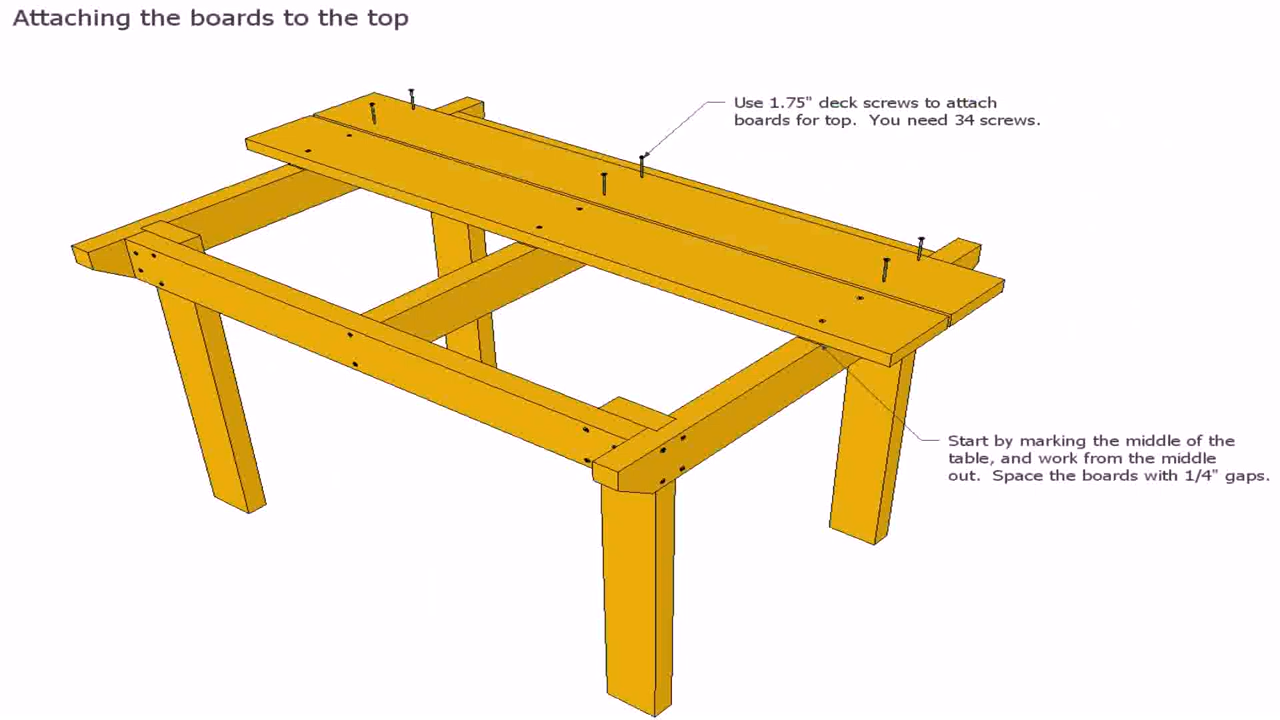 Attaching the boards to the top
Use 1.75" deck screws to attach
boards for top.  You need 34 screws.
Start by marking the middle of the
table, and work from the middle
out.  Space the boards with 1/4" gaps.